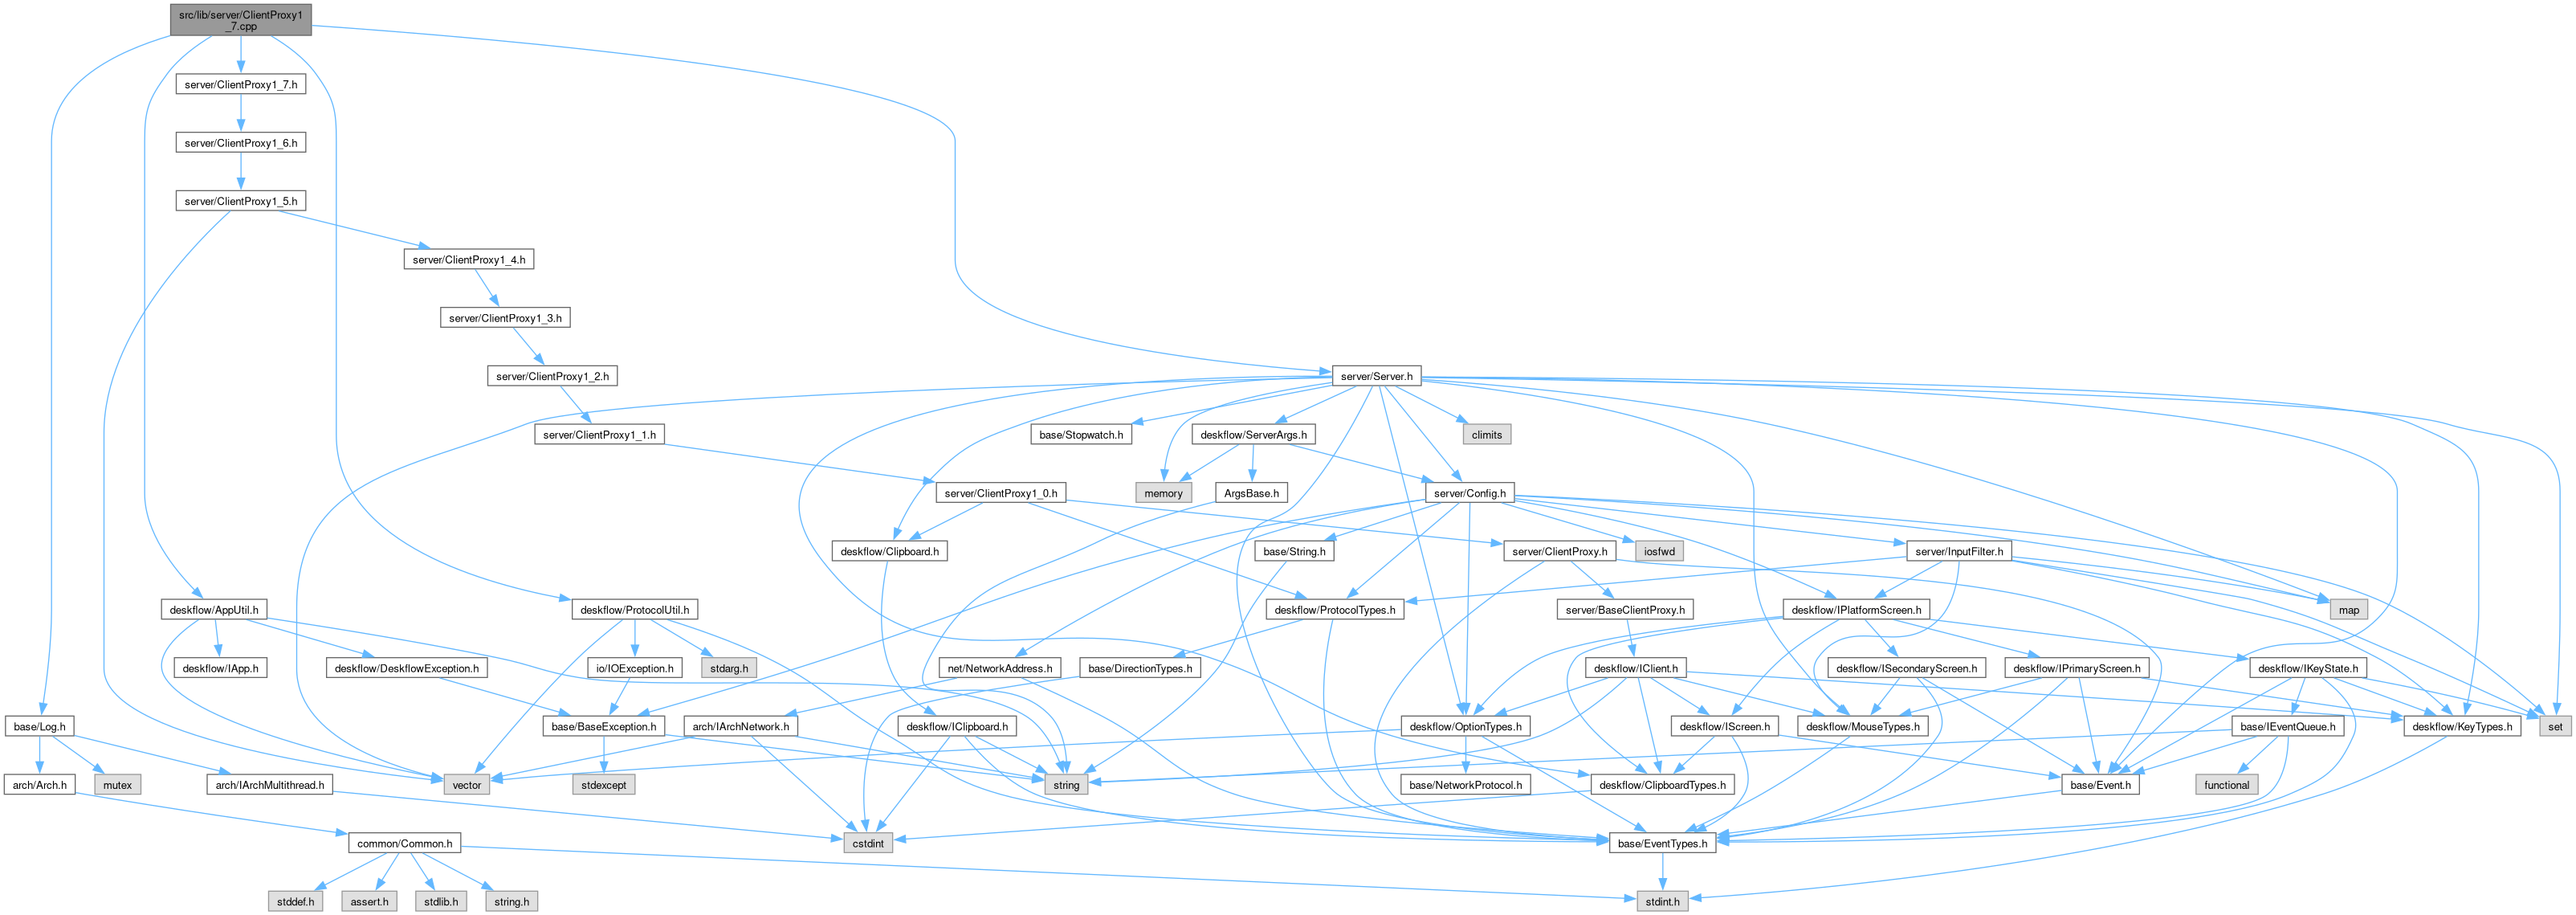 src/lib/server/ClientProxy1
_7.cpp
server/ClientProxy1_7.h
server/ClientProxy1_6.h
server/ClientProxy1_5.h
server/ClientProxy1_4.h
server/ClientProxy1_3.h
server/ClientProxy1_2.h
server/Server.h
server/ClientProxy1_1.h
base/Stopwatch.h
deskflow/ServerArgs.h
climits
server/ClientProxy1_0.h
memory
ArgsBase.h
server/Config.h
deskflow/Clipboard.h
base/String.h
server/ClientProxy.h
iosfwd
server/InputFilter.h
deskflow/AppUtil.h
deskflow/ProtocolUtil.h
deskflow/ProtocolTypes.h
server/BaseClientProxy.h
deskflow/IPlatformScreen.h
map
deskflow/IApp.h
deskflow/DeskflowException.h
io/IOException.h
stdarg.h
net/NetworkAddress.h
base/DirectionTypes.h
deskflow/IClient.h
deskflow/ISecondaryScreen.h
deskflow/IPrimaryScreen.h
deskflow/IKeyState.h
base/Log.h
base/BaseException.h
arch/IArchNetwork.h
deskflow/IClipboard.h
deskflow/OptionTypes.h
deskflow/IScreen.h
deskflow/MouseTypes.h
base/IEventQueue.h
deskflow/KeyTypes.h
set
arch/Arch.h
mutex
arch/IArchMultithread.h
vector
stdexcept
string
base/NetworkProtocol.h
deskflow/ClipboardTypes.h
base/Event.h
functional
common/Common.h
cstdint
base/EventTypes.h
stddef.h
assert.h
stdlib.h
string.h
stdint.h